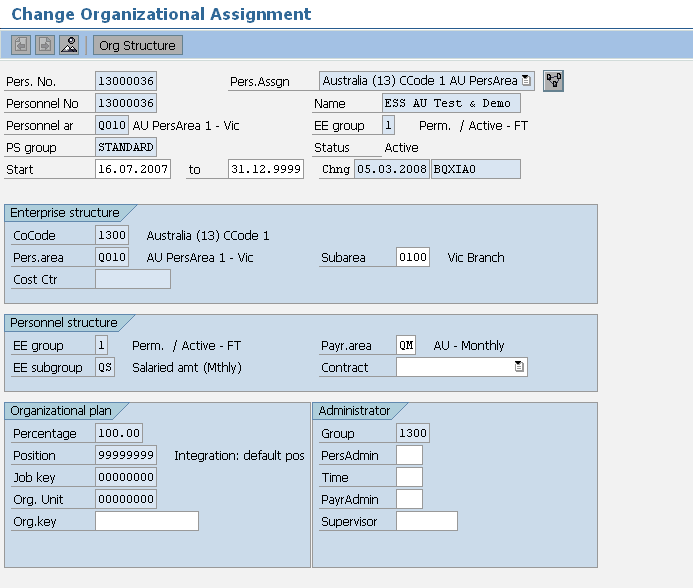 Change Organizational Assignment
Org Structure
Pers. No. 13000036 Pers.Assgn Australia (13) CCode 1 AU PersArea
Personnel No 13000036 Name ESS AU Test & Demo
Personnel ar Q010 AU PersArea 1 - Vic EE group 1 Perm. / Active - FT
PS group STANDARD Status Active
Start 16.07.2007 to 31.12.9999 Chng 05.03.2008 BQXIAO
Enterprise structure
CoCode 1300 Australia (13) CCode 1
Pers.area Q010 AU PersArea 1 - Vic Subarea 0100 Vic Branch
Cost Ctr
Personnel structure
EE group 1 Perm. / Active - FT Payr.area QM AU - Monthly
EE subgroup QS Salaried amt (Mthly) Contract
Organizational plan Administrator
Percentage 100.00 Group 1300
Position 99999999 Integration: default pos PersAdmin
Job key 00000000 Time
Org. Unit 00000000 PayrAdmin
Org.key Supervisor